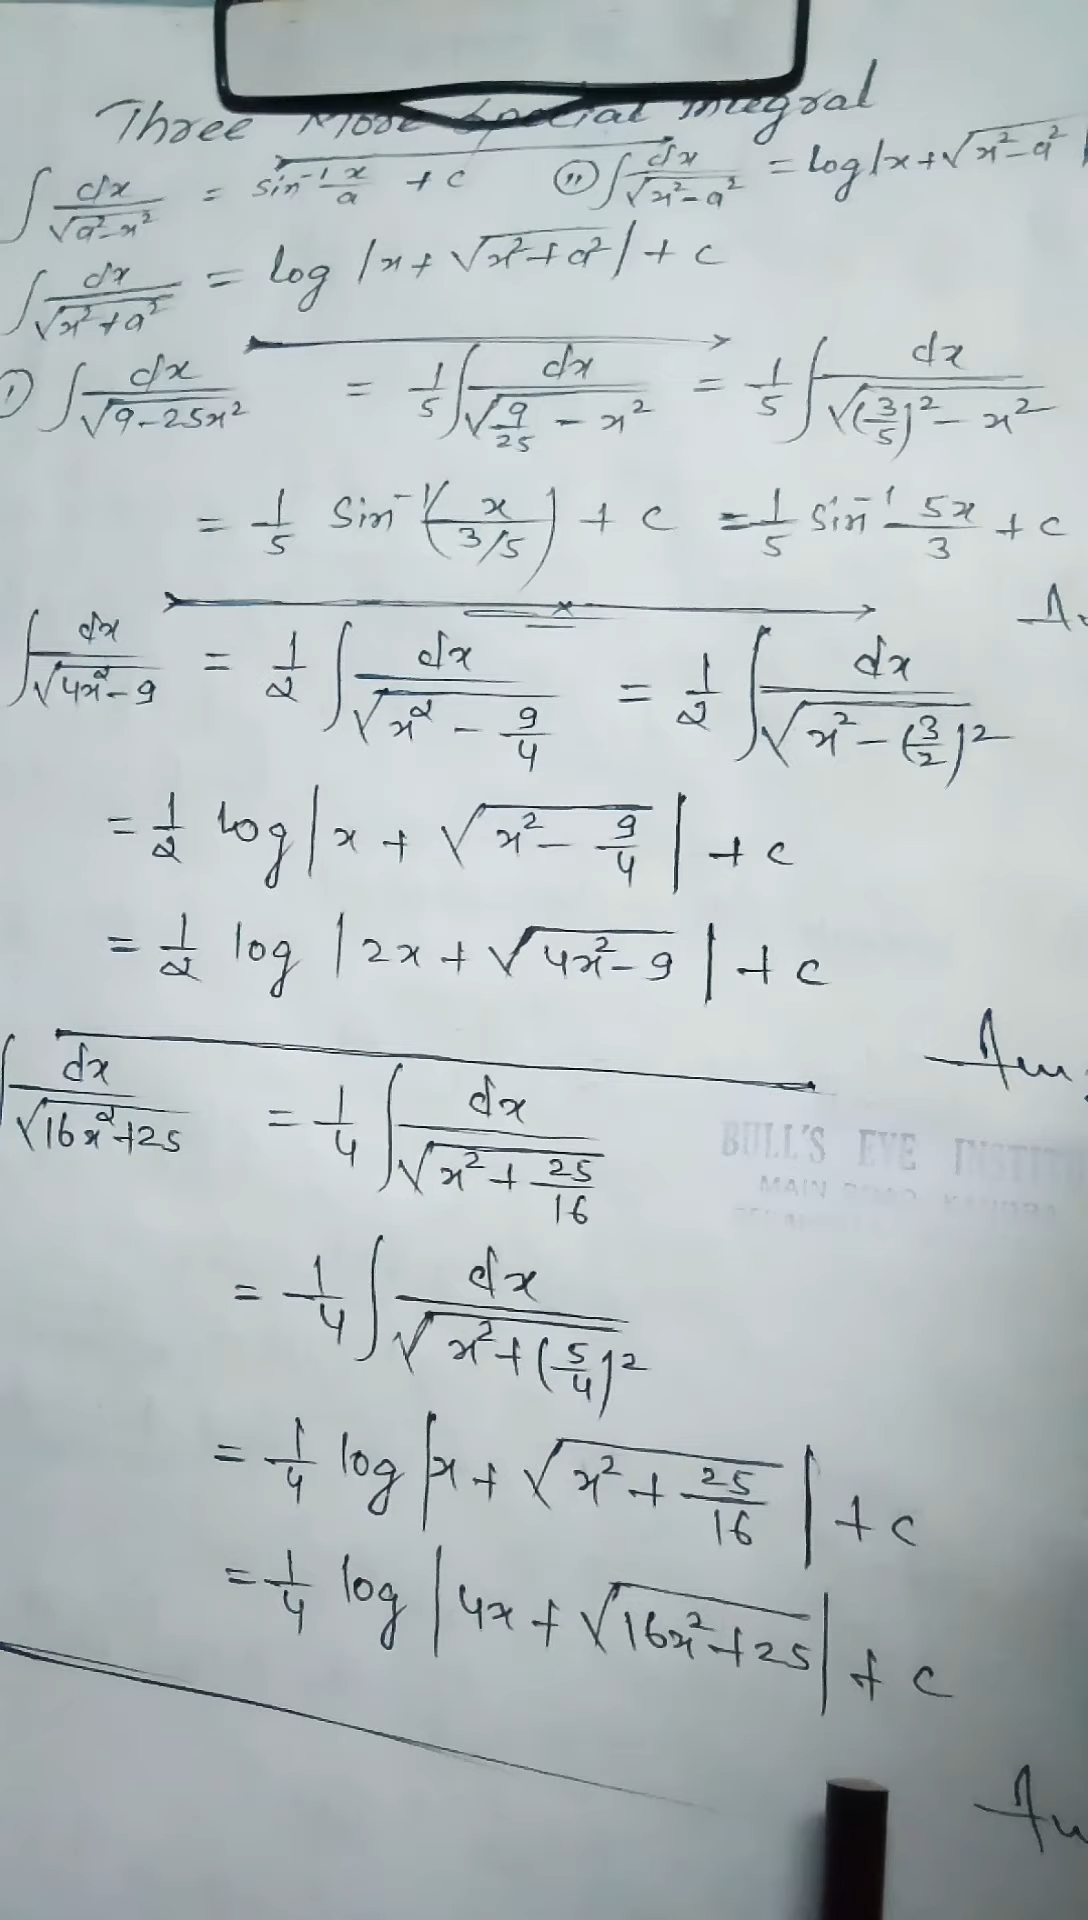 Three More Special Integral
∫ dx/√(a²-x²) = sin⁻¹ x/a + c (ii) ∫ dx/√(x²-a²) = log|x+√(x²-a²)|
∫ dx/√(x²+a²) = log |x+√(x²+a²)| + c
① ∫ dx/√(9-25x²) = 1/5 ∫ dx/√(9/25 - x²) = 1/5 ∫ dx/√((3/5)² - x²)
= 1/5 Sin⁻¹(x/(3/5)) + c = 1/5 Sin⁻¹ 5x/3 + c
∫ dx/√(4x²-9) = 1/2 ∫ dx/√(x² - 9/4) = 1/2 ∫ dx/√(x² - (3/2)²)
= 1/2 log |x + √(x² - 9/4)| + c
= 1/2 log |2x + √(4x²-9)| + c
∫ dx/√(16x²+25) = 1/4 ∫ dx/√(x² + 25/16)
BULL'S EYE
MAIN
= 1/4 ∫ dx/√(x² + (5/4)²)
= 1/4 log |x + √(x² + 25/16)| + c
= 1/4 log |4x + √(16x²+25)| + c